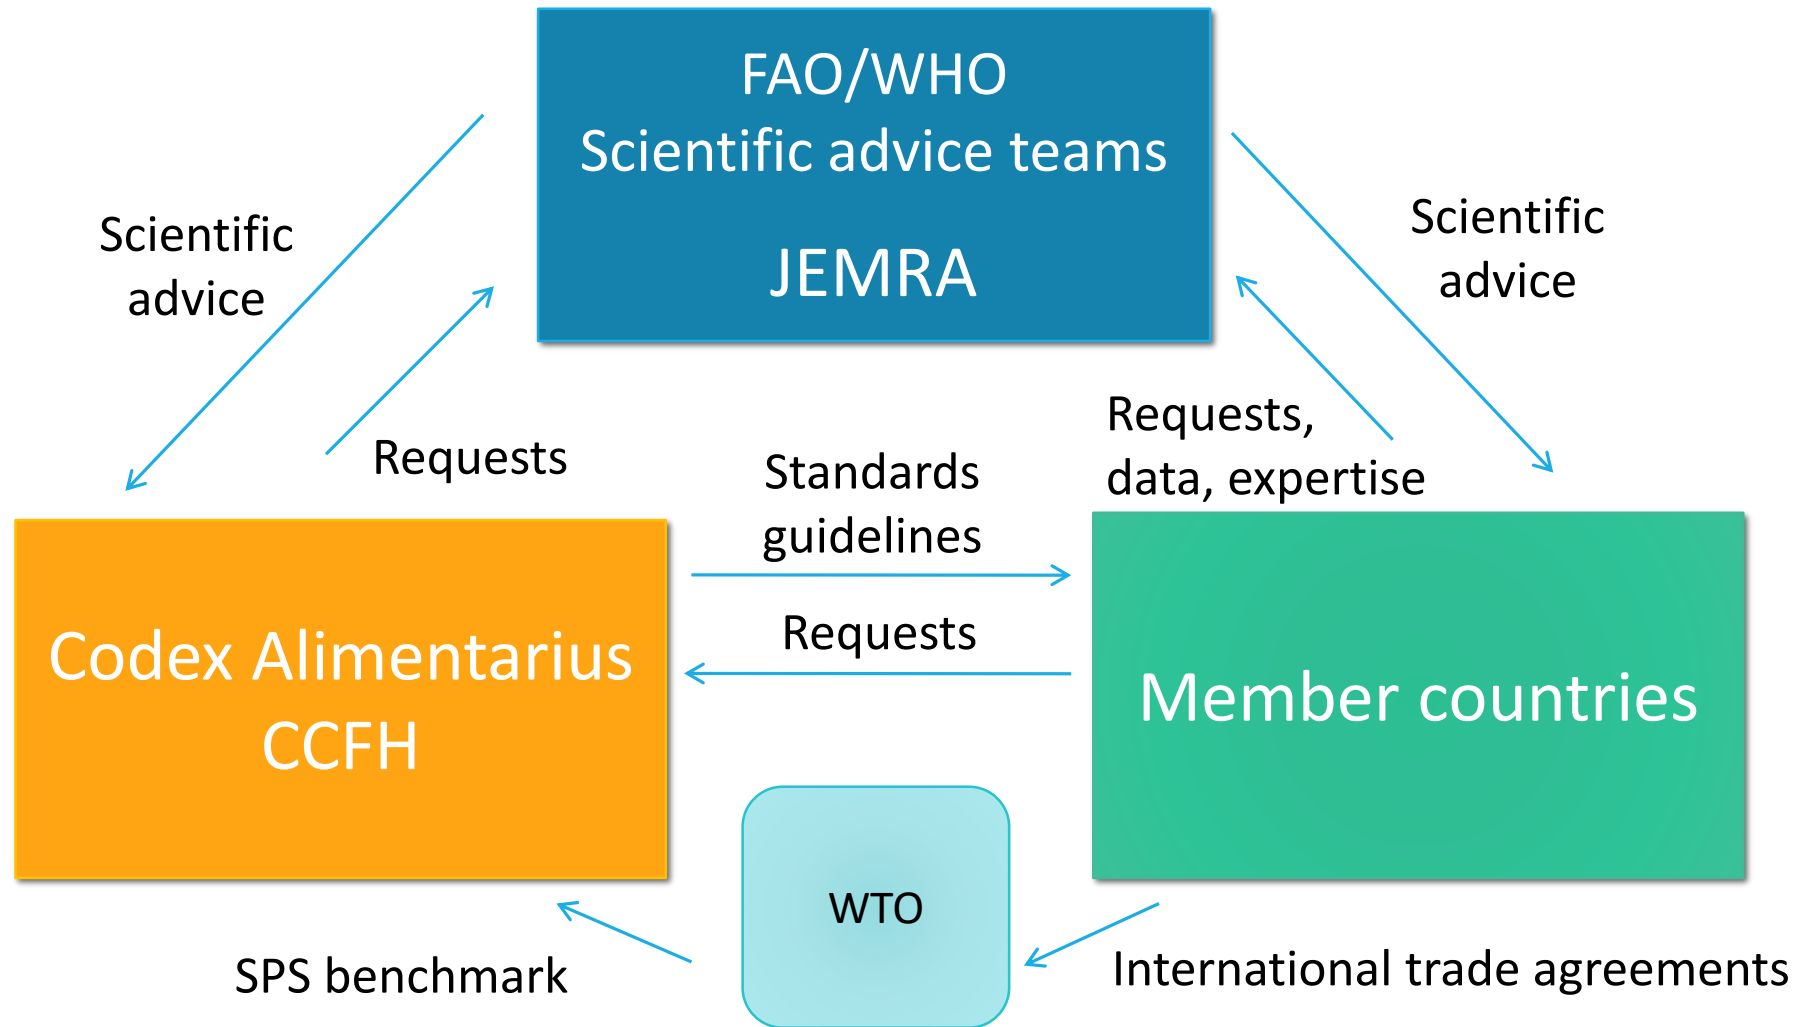 FAO/WHO
Scientific advice teams
JEMRA
Scientific
advice
Scientific
advice
Requests
Requests,
data, expertise
Standards
guidelines
Requests
Codex Alimentarius
CCFH
Member countries
WTO
SPS benchmark
International trade agreements